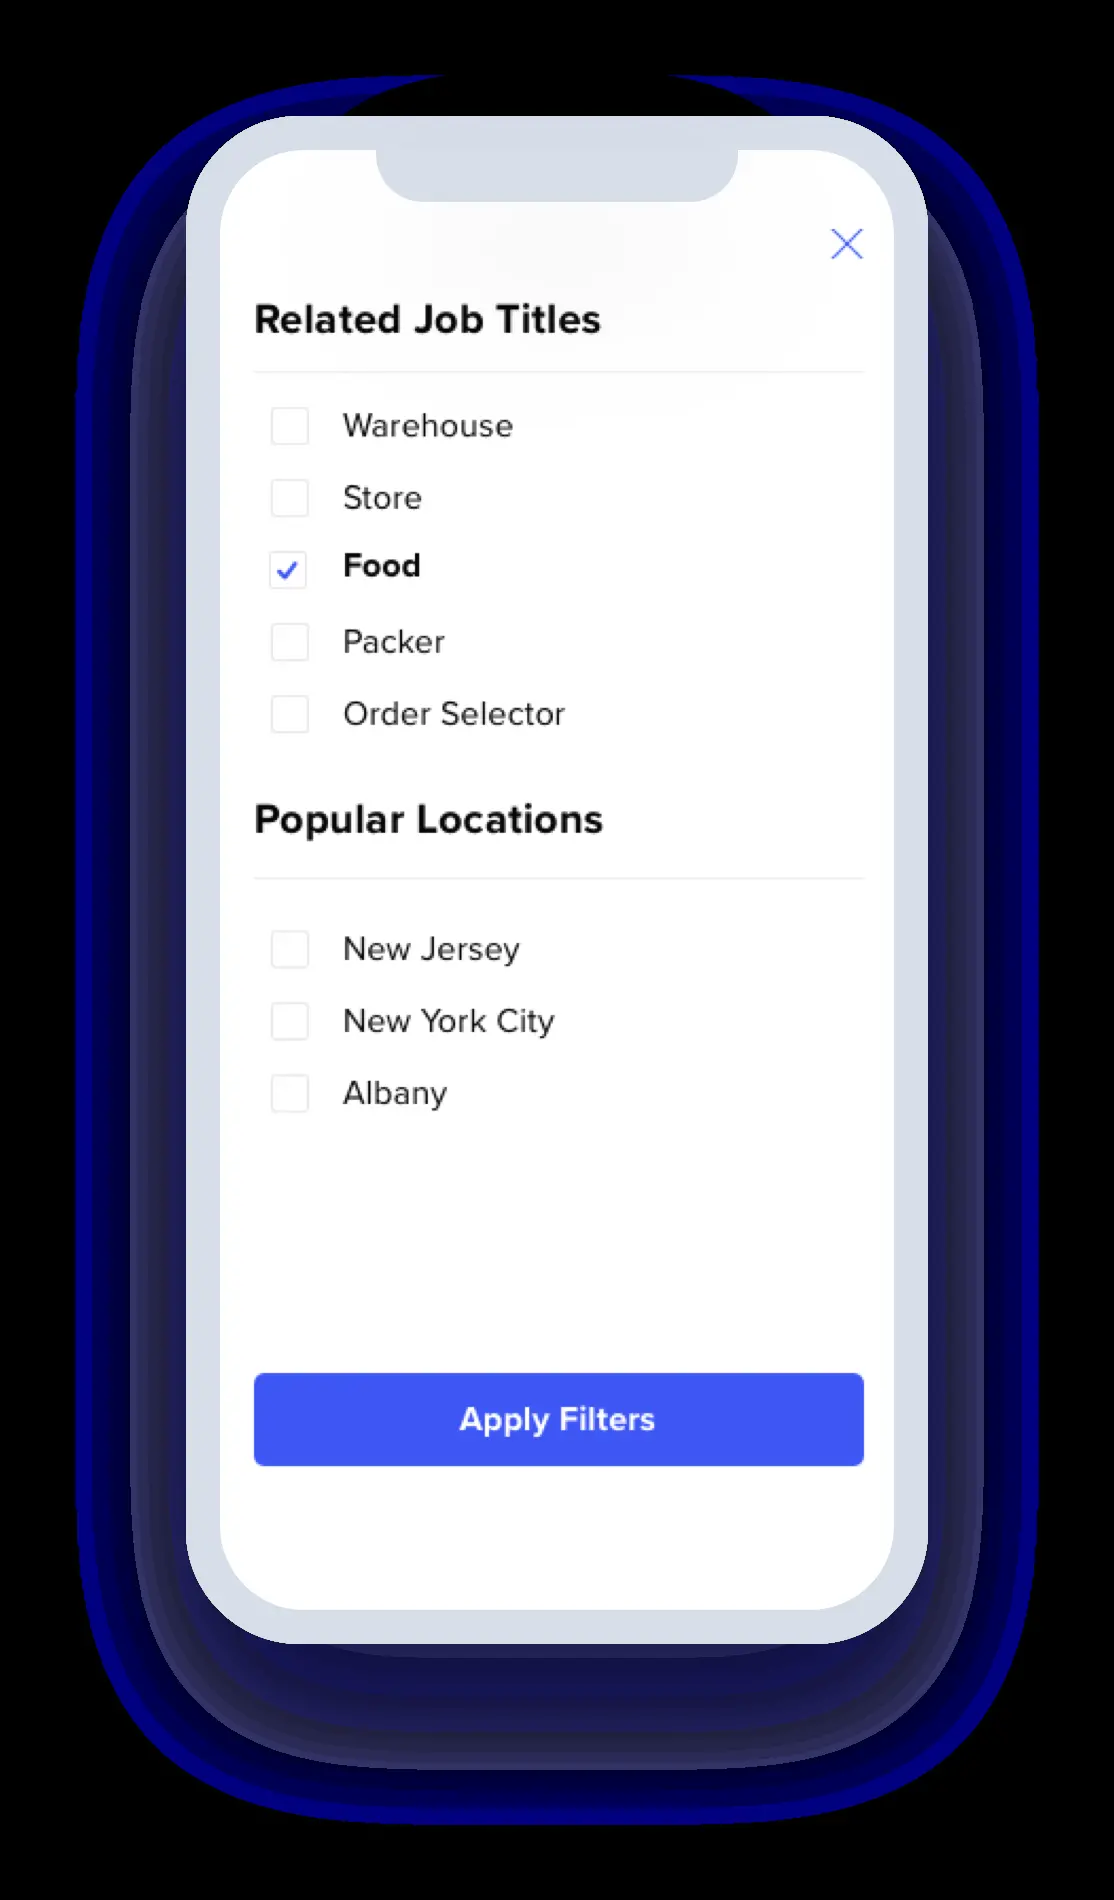 Related Job Titles
Warehouse
Store
Food
Packer
Order Selector
Popular Locations
New Jersey
New York City
Albany
Apply Filters